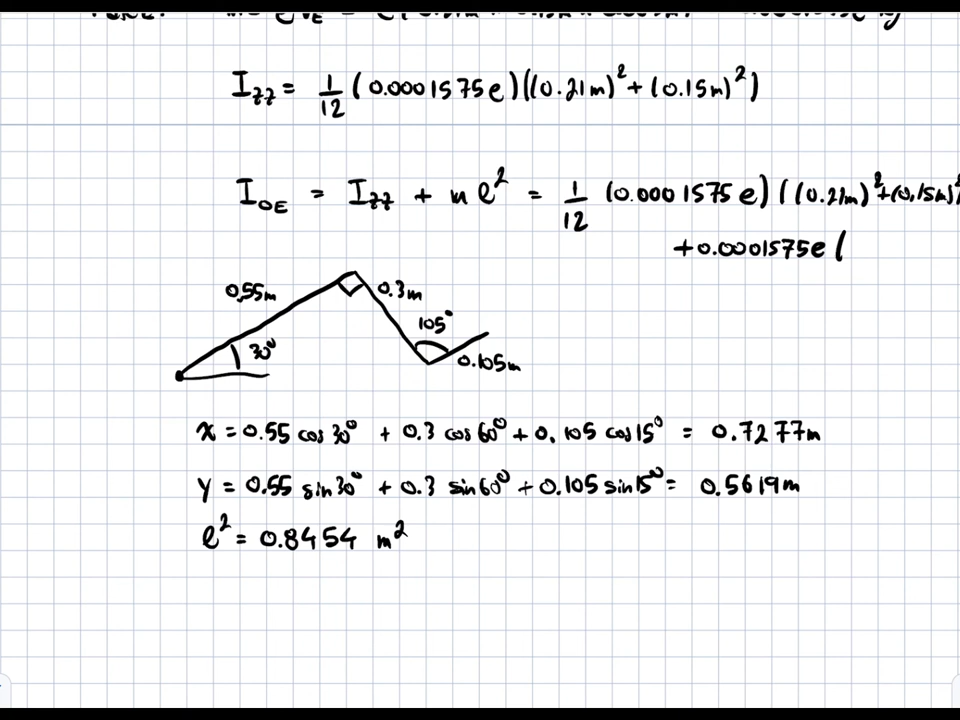 I_zz = 1/12 (0.0001575e)((0.21m)² + (0.15m)²)
I_OE = I_zz + m e² = 1/12 (0.0001575e)((0.21m)² + (0.15m)²
+0.0001575e (
0.55m 0.3m
105°
30° 0.105m
x = 0.55 cos 30° + 0.3 cos 60° + 0.105 cos 15° = 0.7277m
y = 0.55 sin 30° + 0.3 sin 60° + 0.105 sin 15° = 0.5619m
e² = 0.8454 m²